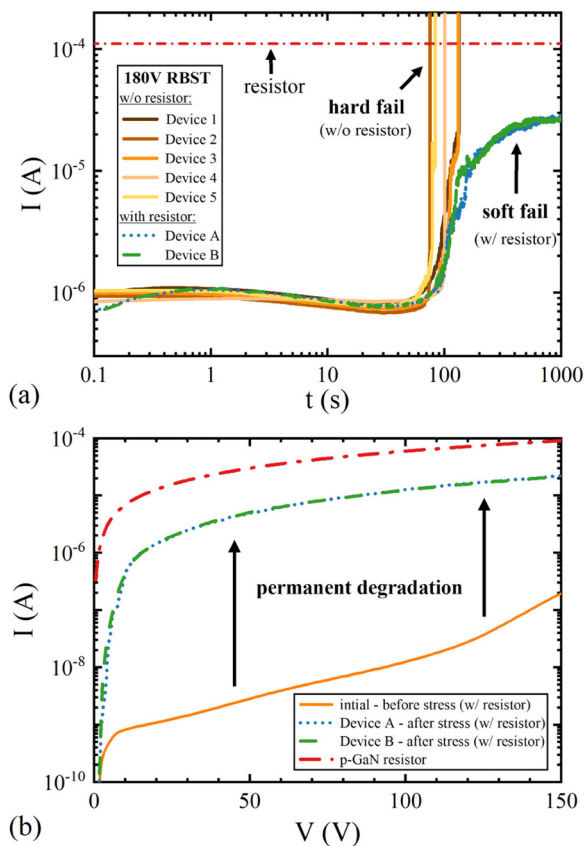 10⁻⁴
10⁻⁵
10⁻⁶
I (A)
resistor
180V RBST
w/o resistor:
Device 1
Device 2
Device 3
Device 4
Device 5
with resistor:
Device A
Device B
hard fail
(w/o resistor)
soft fail
(w/ resistor)
0.1 1 10 100 1000
t (s)
(a)
10⁻⁴
10⁻⁶
10⁻⁸
10⁻¹⁰
I (A)
permanent degradation
intial - before stress (w/ resistor)
Device A - after stress (w/ resistor)
Device B - after stress (w/ resistor)
p-GaN resistor
0 50 100 150
V (V)
(b)